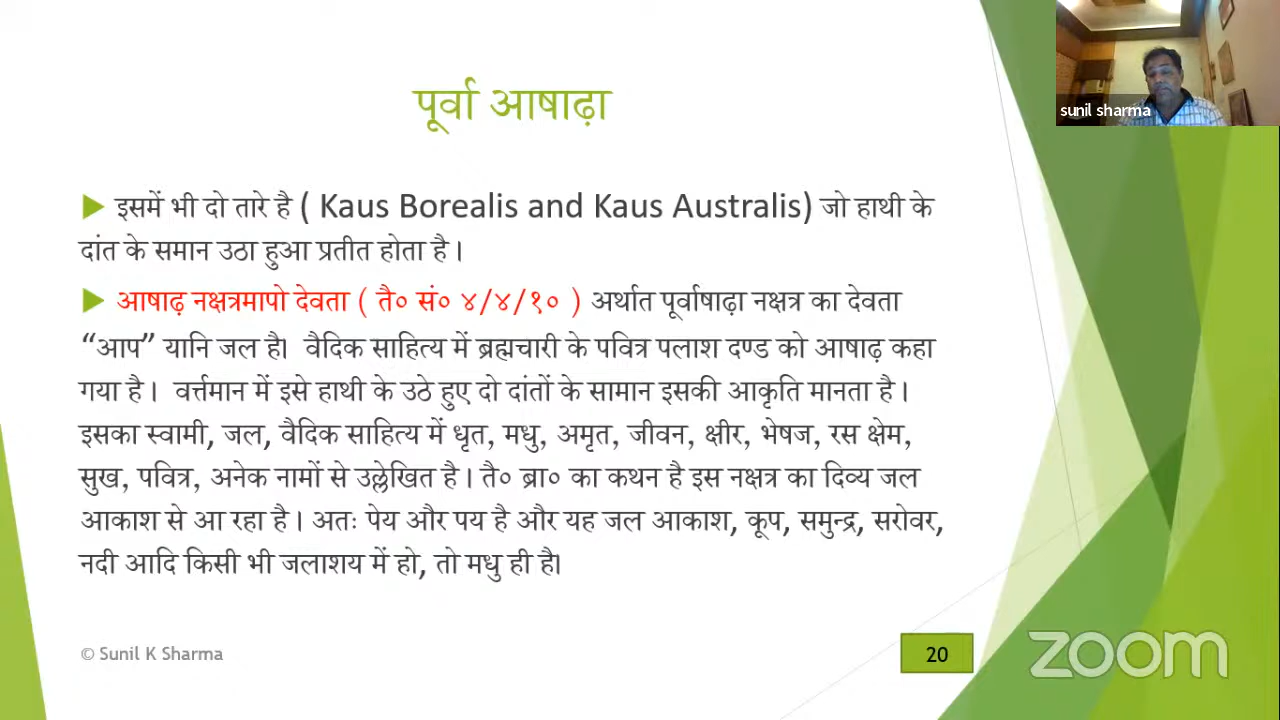 sunil sharma
पूर्वा आषाढ़ा
इसमें भी दो तारे है ( Kaus Borealis and Kaus Australis) जो हाथी के
दांत के समान उठा हुआ प्रतीत होता है ।
आषाढ़ नक्षत्रमापो देवता ( तै० सं० ४/४/१० ) अर्थात पूर्वाषाढ़ा नक्षत्र का देवता
“आप” यानि जल है। वैदिक साहित्य में ब्रह्मचारी के पवित्र पलाश दण्ड को आषाढ़ कहा
गया है । वर्त्तमान में इसे हाथी के उठे हुए दो दांतों के सामान इसकी आकृति मानता है ।
इसका स्वामी, जल, वैदिक साहित्य में धृत, मधु, अमृत, जीवन, क्षीर, भेषज, रस क्षेम,
सुख, पवित्र, अनेक नामों से उल्लेखित है । तै० ब्रा० का कथन है इस नक्षत्र का दिव्य जल
आकाश से आ रहा है । अतः पेय और पय है और यह जल आकाश, कूप, समुन्द्र, सरोवर,
नदी आदि किसी भी जलाशय में हो, तो मधु ही है।
© Sunil K Sharma
20
zoom